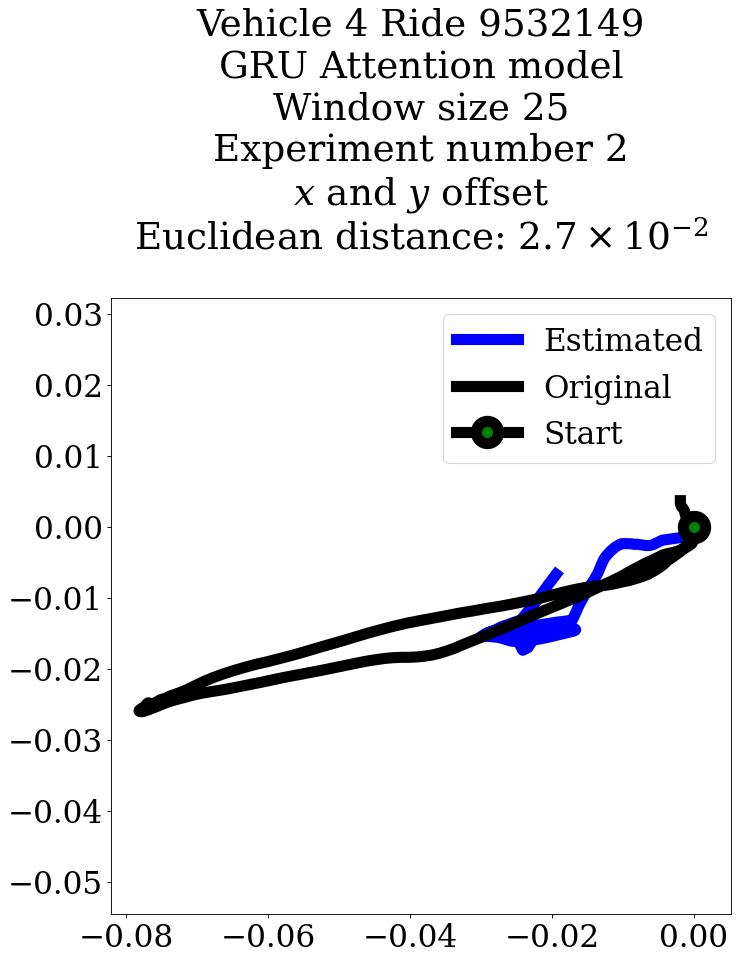 Vehicle 4 Ride 9532149
GRU Attention model
Window size 25
Experiment number 2
x and y offset
Euclidean distance: 2.7 × 10⁻²
Estimated
Original
Start
0.03
0.02
0.01
0.00
−0.01
−0.02
−0.03
−0.04
−0.05
−0.08 −0.06 −0.04 −0.02 0.00